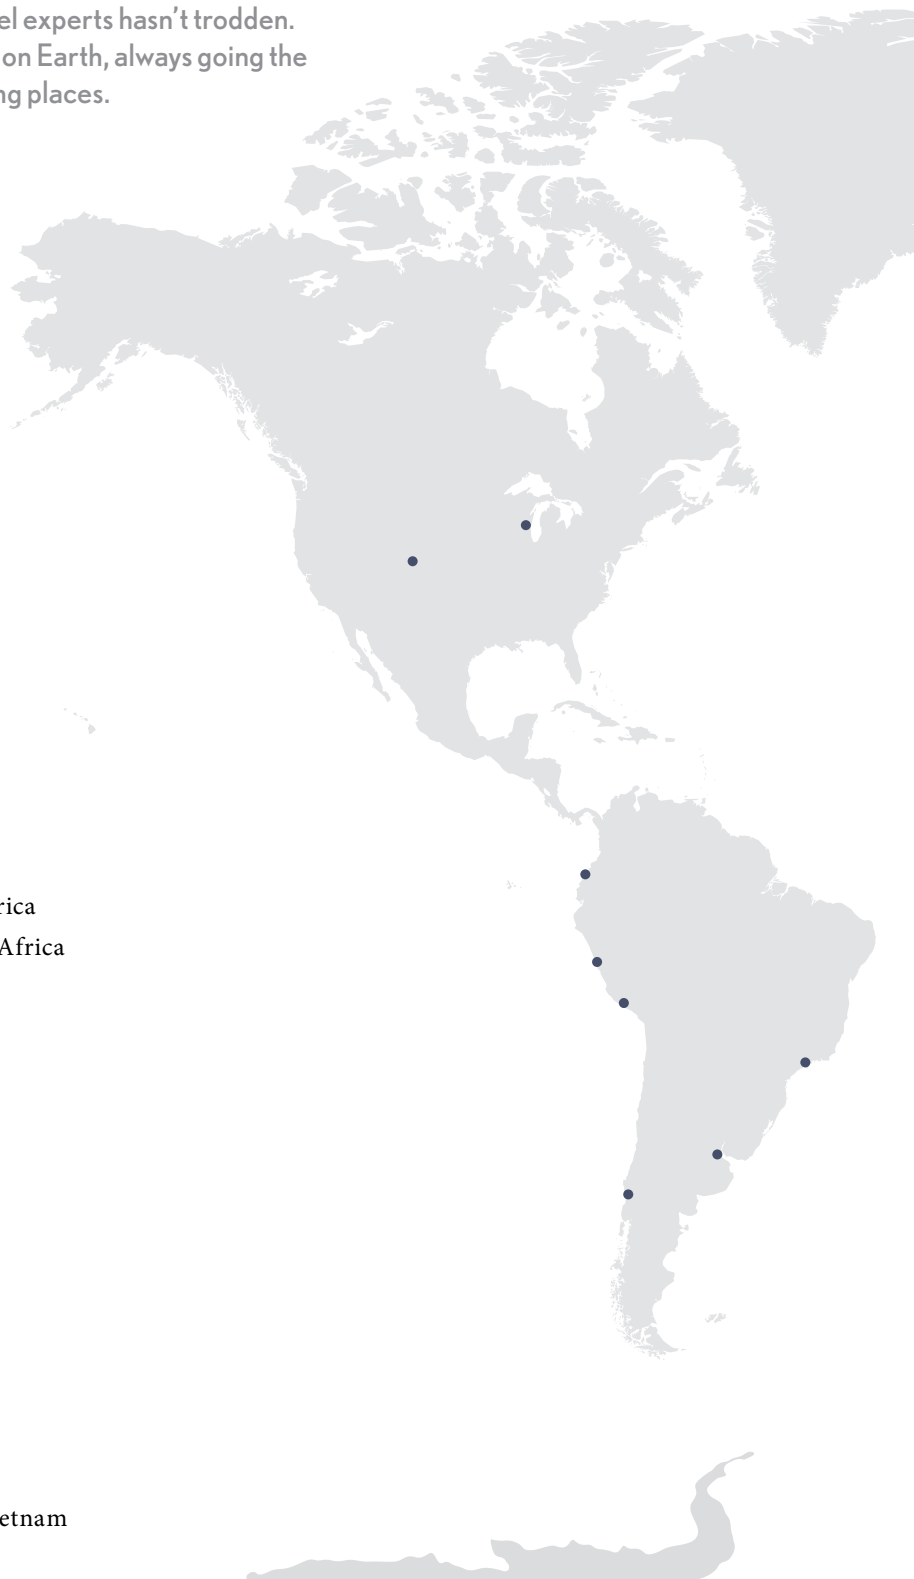 el experts hasn't trodden.
on Earth, always going the
ng places.
rica
Africa
etnam